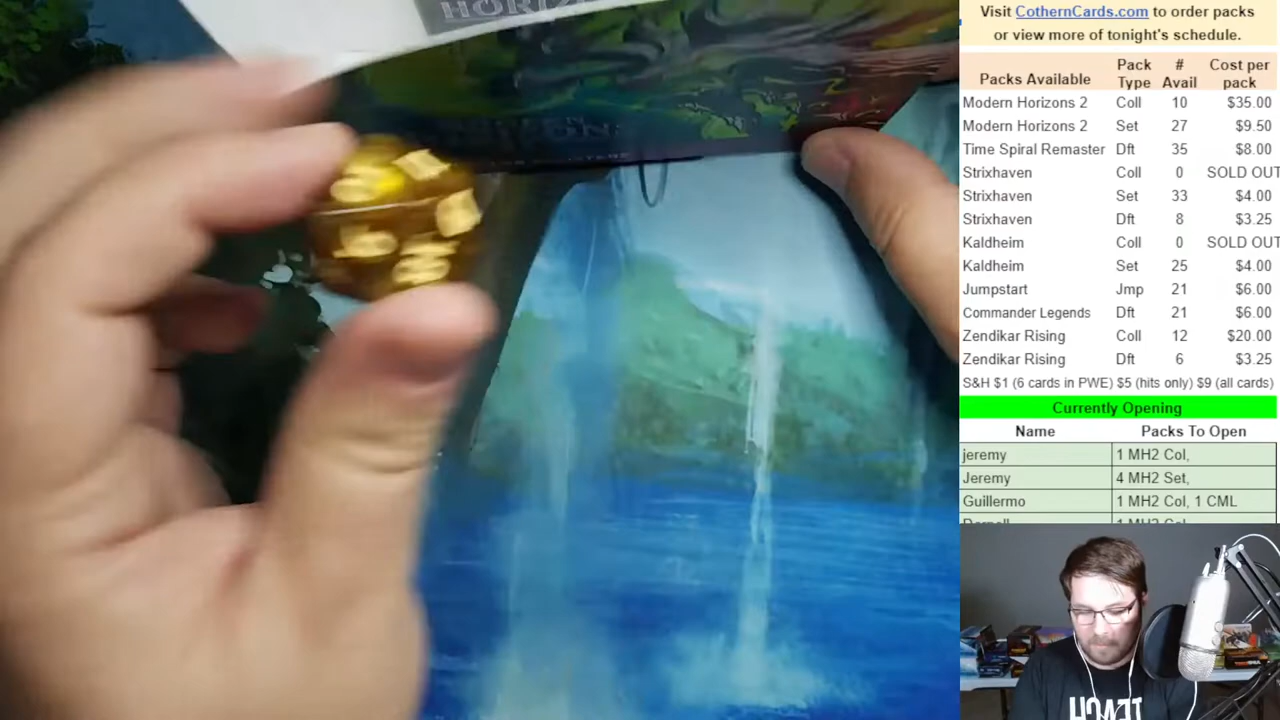 HORIZ
Visit CothernCards.com to order packs
or view more of tonight's schedule.
Packs Available Pack Type # Avail Cost per pack
Modern Horizons 2 Coll 10 $35.00
Modern Horizons 2 Set 27 $9.50
Time Spiral Remaster Dft 35 $8.00
Strixhaven Coll 0 SOLD OUT
Strixhaven Set 33 $4.00
Strixhaven Dft 8 $3.25
Kaldheim Coll 0 SOLD OUT
Kaldheim Set 25 $4.00
Jumpstart Jmp 21 $6.00
Commander Legends Dft 21 $6.00
Zendikar Rising Coll 12 $20.00
Zendikar Rising Dft 6 $3.25
S&H $1 (6 cards in PWE) $5 (hits only) $9 (all cards)
Currently Opening
Name Packs To Open
jeremy 1 MH2 Col,
Jeremy 4 MH2 Set,
Guillermo 1 MH2 Col, 1 CML
TEACH